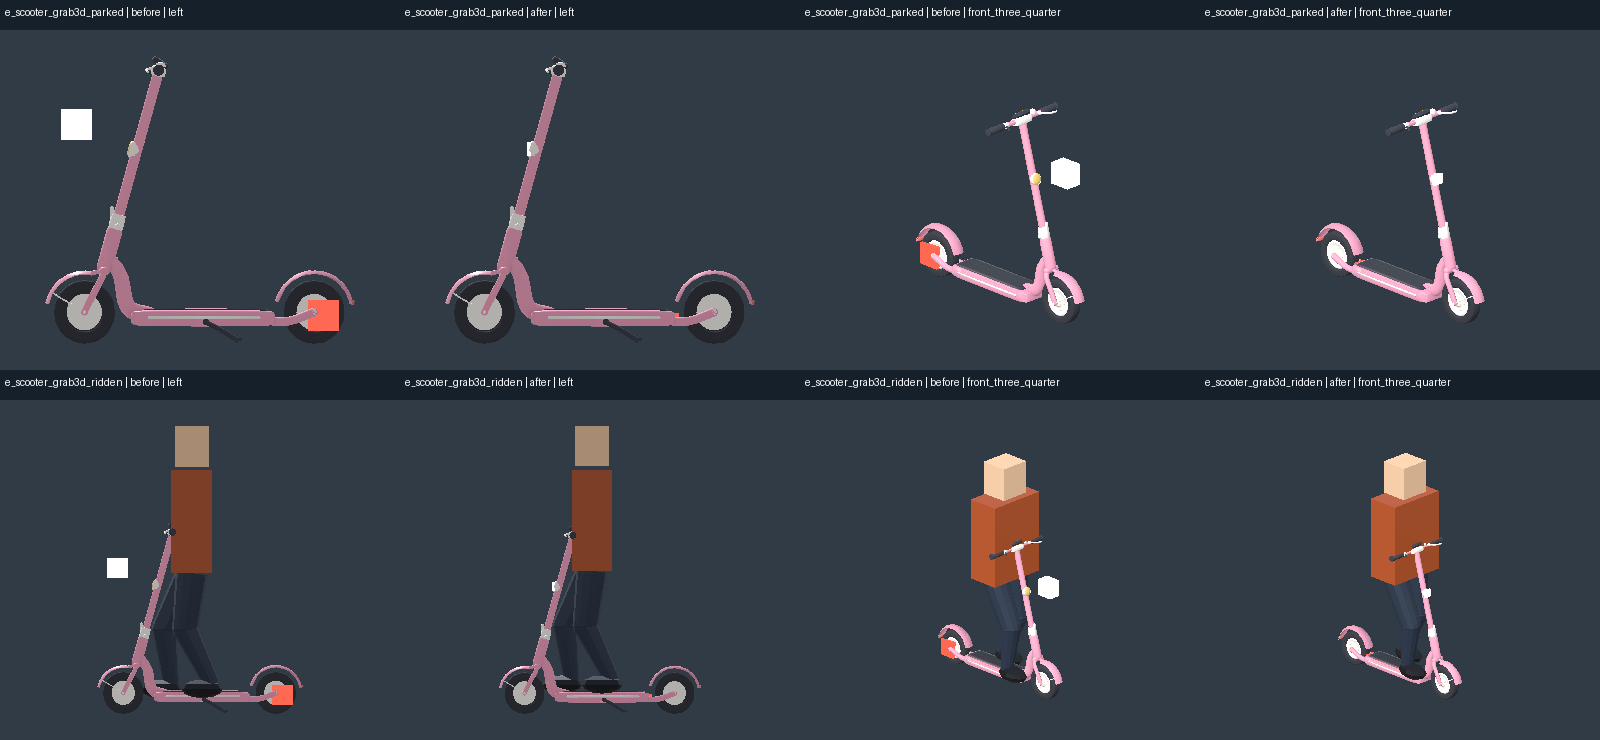 e_scooter_grab3d_parked | before | left
e_scooter_grab3d_parked | after | left
e_scooter_grab3d_parked | before | front_three_quarter
e_scooter_grab3d_parked | after | front_three_quarter
e_scooter_grab3d_ridden | before | left
e_scooter_grab3d_ridden | after | left
e_scooter_grab3d_ridden | before | front_three_quarter
e_scooter_grab3d_ridden | after | front_three_quarter